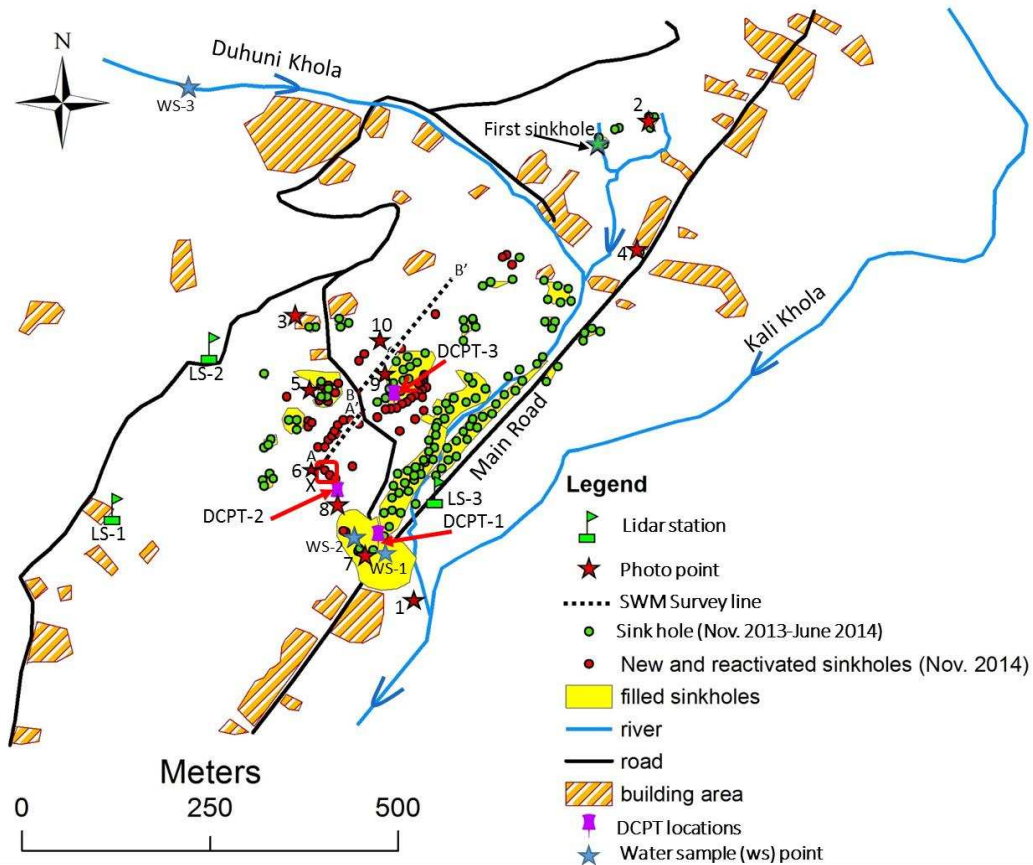 N
Duhuni Khola
WS-3
2
First sinkhole
4
B'
Kali Khola
3
10
DCPT-3
LS-2
5
9
B
A'
Main Road
A
6
X
DCPT-2
8
LS-3
DCPT-1
LS-1
WS-2
7
WS-1
1
Legend
Lidar station
Photo point
SWM Survey line
Sink hole (Nov. 2013-June 2014)
New and reactivated sinkholes (Nov. 2014)
filled sinkholes
river
road
building area
DCPT locations
Water sample (ws) point
Meters
0 250 500